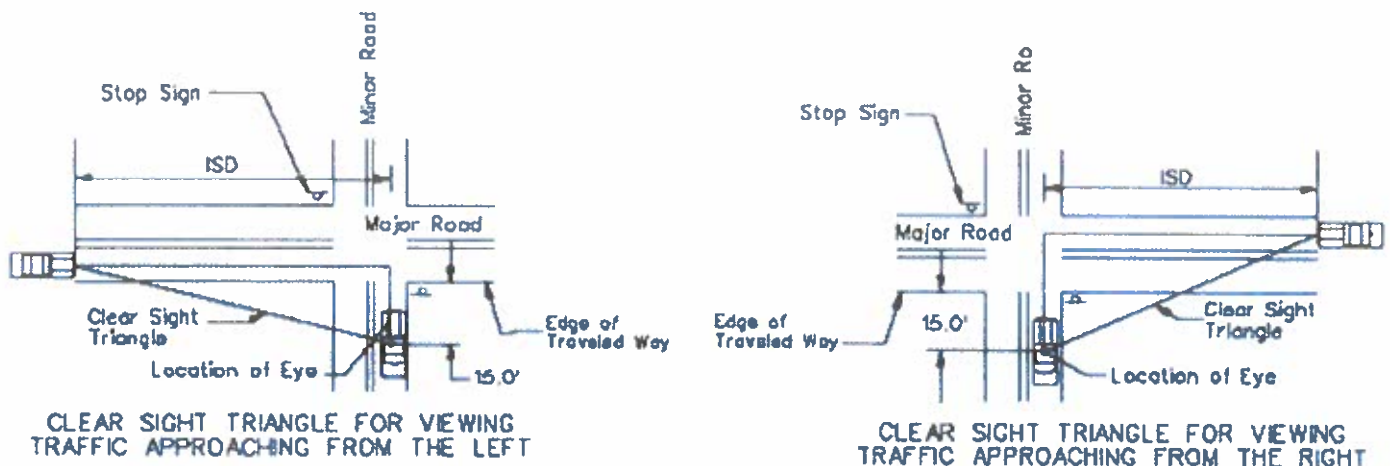 Minor Road
Stop Sign
ISD
Major Road
Clear Sight
Triangle
Edge of
Traveled Way
Location of Eye
15.0'
CLEAR SIGHT TRIANGLE FOR VIEWING
TRAFFIC APPROACHING FROM THE LEFT
Minor Ro
Stop Sign
ISD
Major Road
Edge of
Traveled Way
15.0'
Clear Sight
Triangle
Location of Eye
CLEAR SIGHT TRIANGLE FOR VIEWING
TRAFFIC APPROACHING FROM THE RIGHT